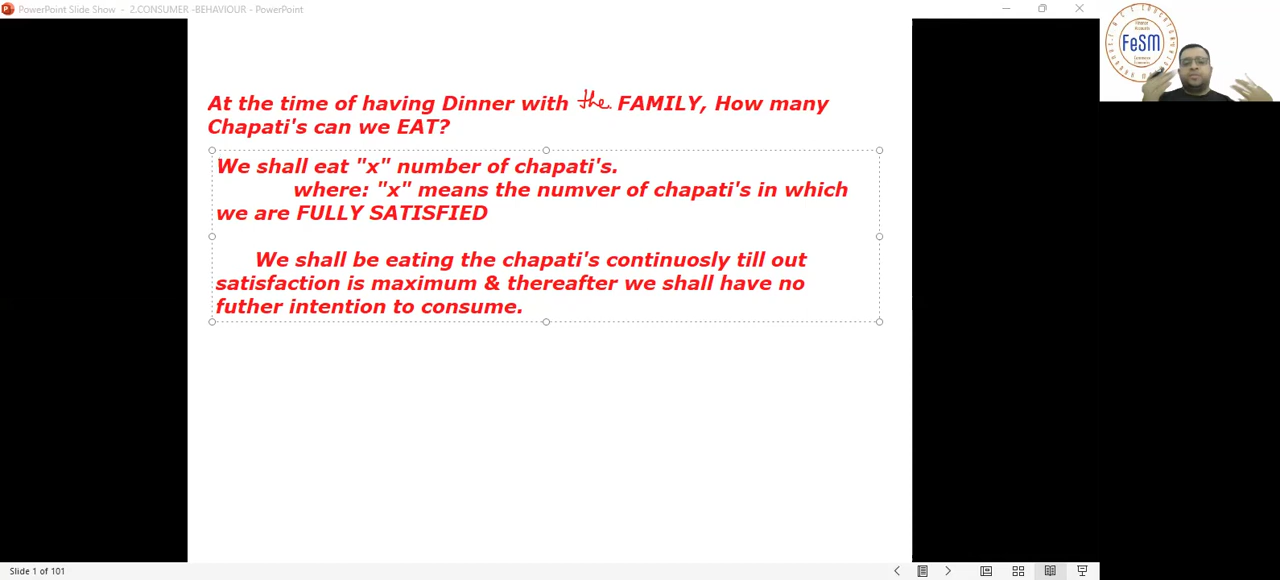 PowerPoint Slide Show - 2.CONSUMER -BEHAVIOUR - PowerPoint
FeSM
At the time of having Dinner with the FAMILY, How many
Chapati's can we EAT?
We shall eat "x" number of chapati's.
where: "x" means the numver of chapati's in which
we are FULLY SATISFIED
We shall be eating the chapati's continuosly till out
satisfaction is maximum & thereafter we shall have no
futher intention to consume.
Slide 1 of 101